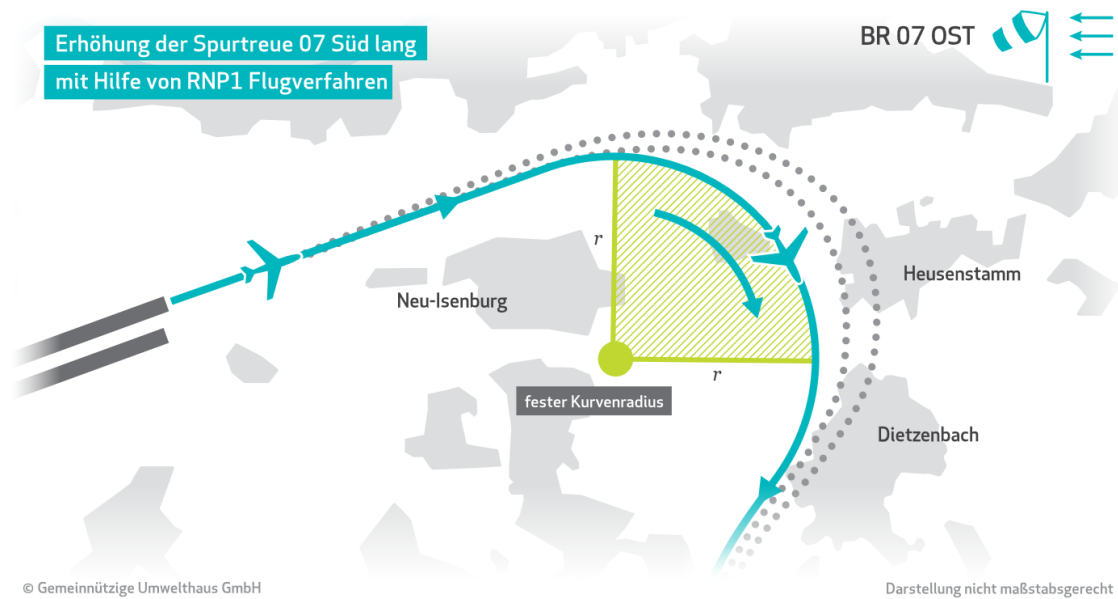 Erhöhung der Spurtreue 07 Süd lang
mit Hilfe von RNP1 Flugverfahren
BR 07 OST
r
Neu-Isenburg
Heusenstamm
r
fester Kurvenradius
Dietzenbach
© Gemeinnützige Umwelthaus GmbH
Darstellung nicht maßstabsgerecht